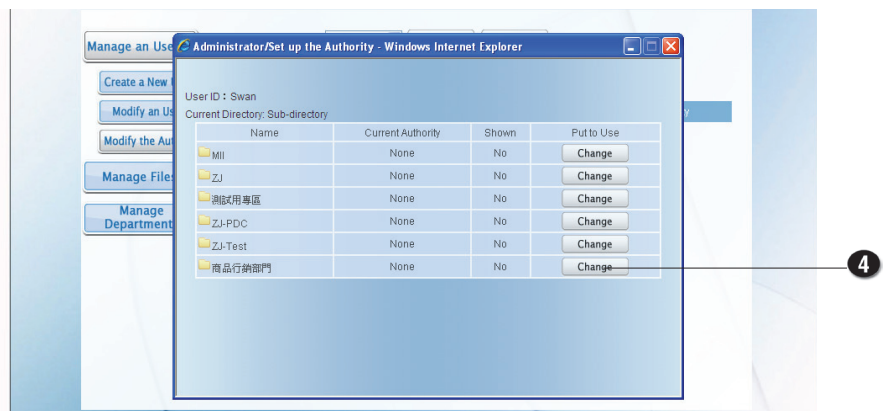 Manage an Use
Administrator/Set up the Authority - Windows Internet Explorer
Create a New
Modify an Us
Modify the Aut
Manage Files
Manage
Department
User ID：Swan
Current Directory: Sub-directory
Name Current Authority Shown Put to Use
MII None No Change
ZJ None No Change
測試用專區 None No Change
ZJ-PDC None No Change
ZJ-Test None No Change
商品行銷部門 None No Change
4